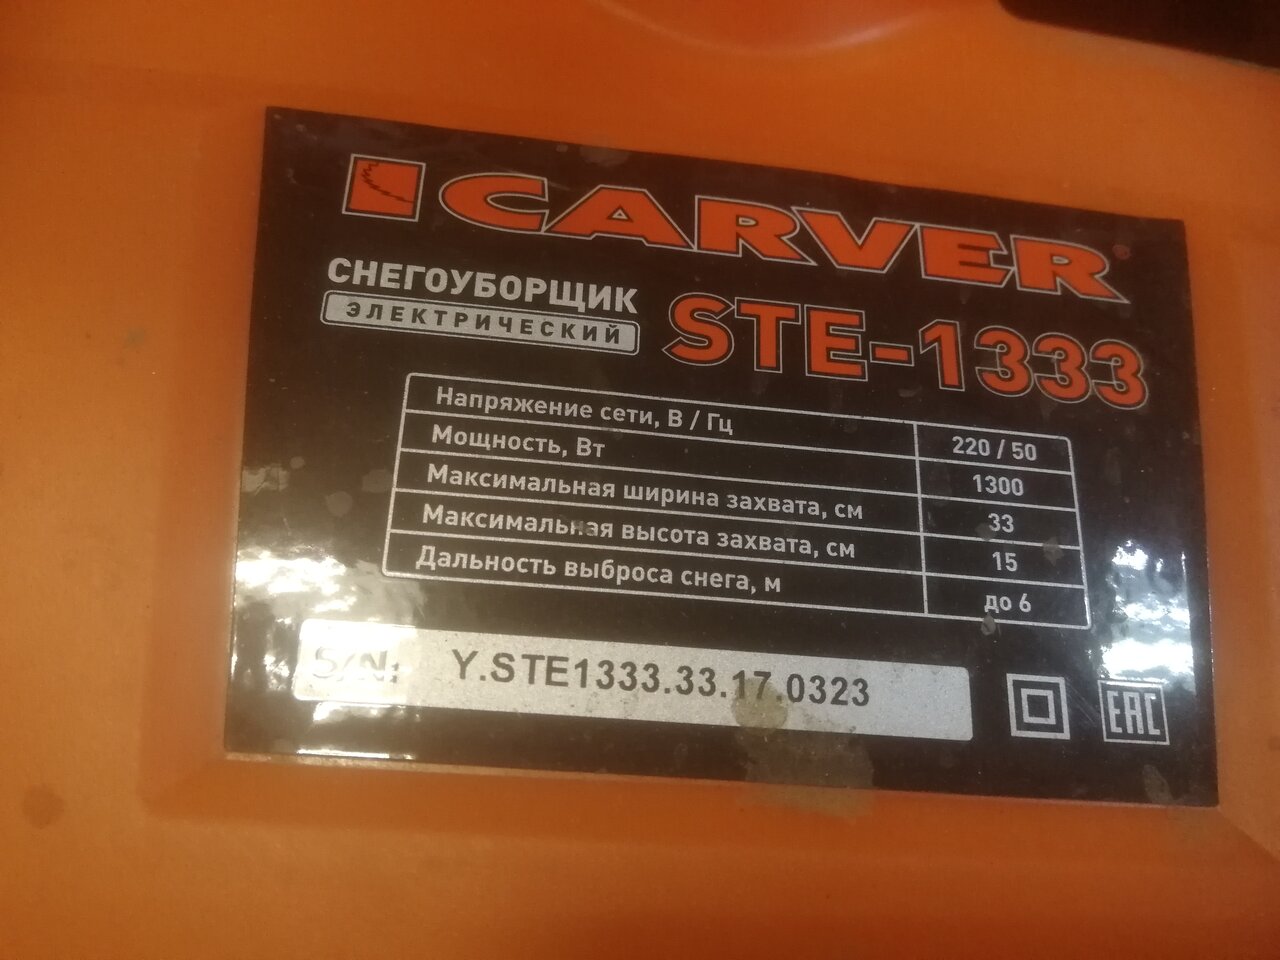 CARVER®
СНЕГОУБОРЩИК
ЭЛЕКТРИЧЕСКИЙ
STE-1333
Напряжение сети, В / Гц 220 / 50
Мощность, Вт 1300
Максимальная ширина захвата, см 33
Максимальная высота захвата, см 15
Дальность выброса снега, м до 6
S/N: Y.STE1333.33.17.0323
EAC